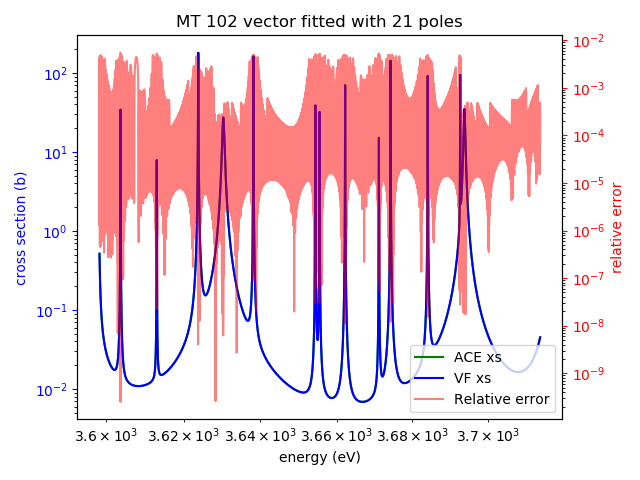 MT 102 vector fitted with 21 poles
10²
10¹
10⁰
10⁻¹
10⁻²
cross section (b)
10⁻²
10⁻³
10⁻⁴
10⁻⁵
10⁻⁶
10⁻⁷
10⁻⁸
10⁻⁹
relative error
ACE xs
VF xs
Relative error
3.6 × 10³ 3.62 × 10³ 3.64 × 10³ 3.66 × 10³ 3.68 × 10³ 3.7 × 10³
energy (eV)